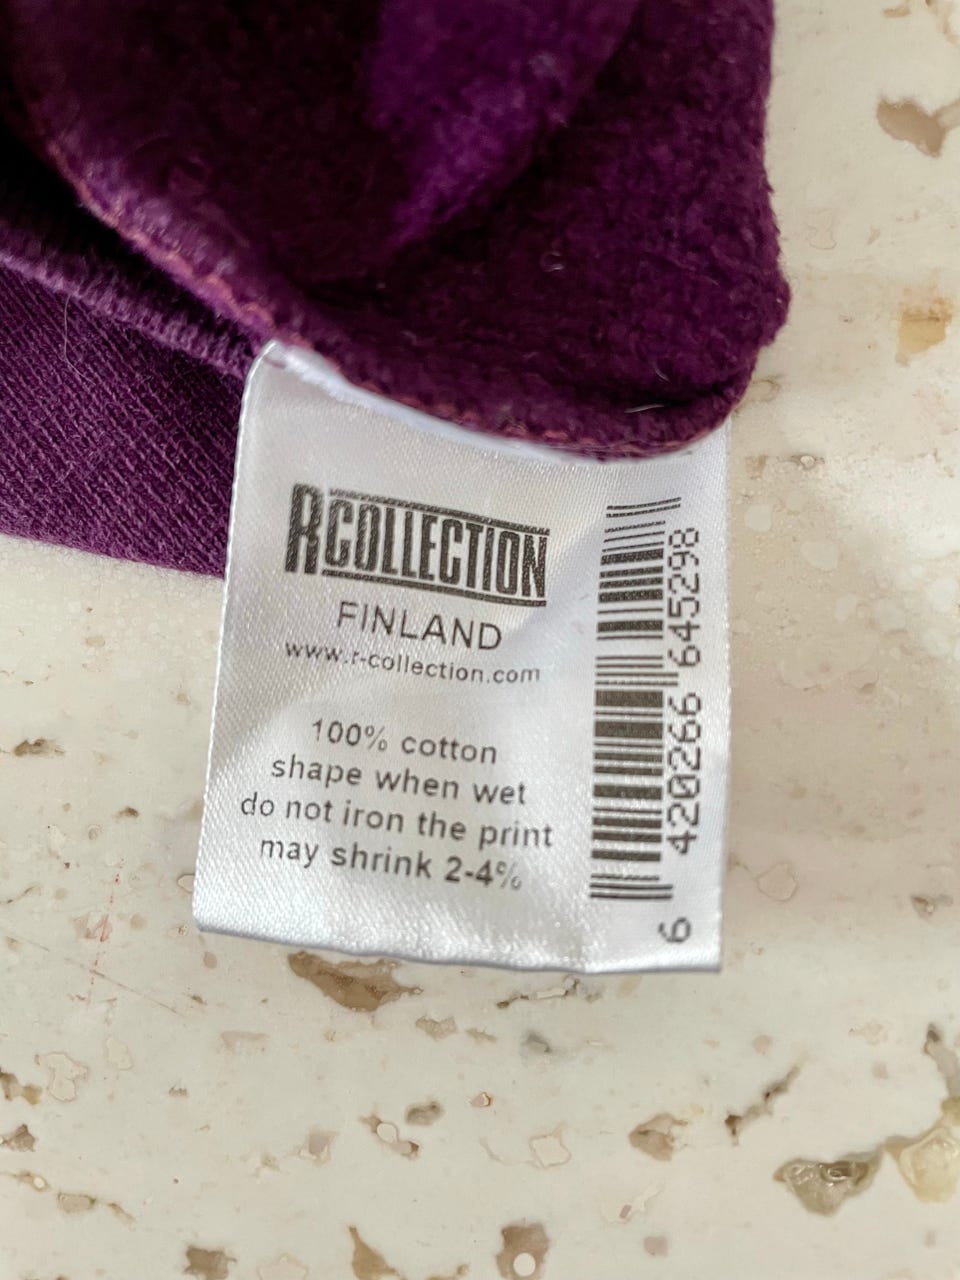 RCOLLECTION
FINLAND
www.r-collection.com
100% cotton
shape when wet
do not iron the print
may shrink 2-4%
6 420266 645298